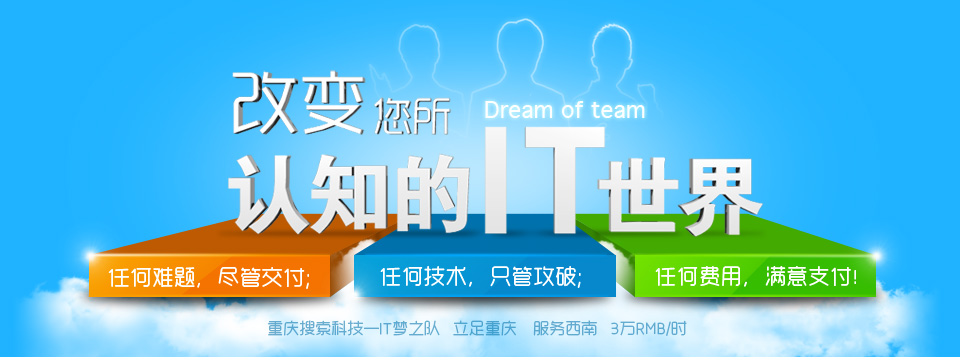 改变您所
Dream of team
认知的IT世界
任何难题，尽管交付;
任何技术，只管攻破;
任何费用，满意支付!
重庆搜索科技—IT梦之队 立足重庆 服务西南 3万RMB/时